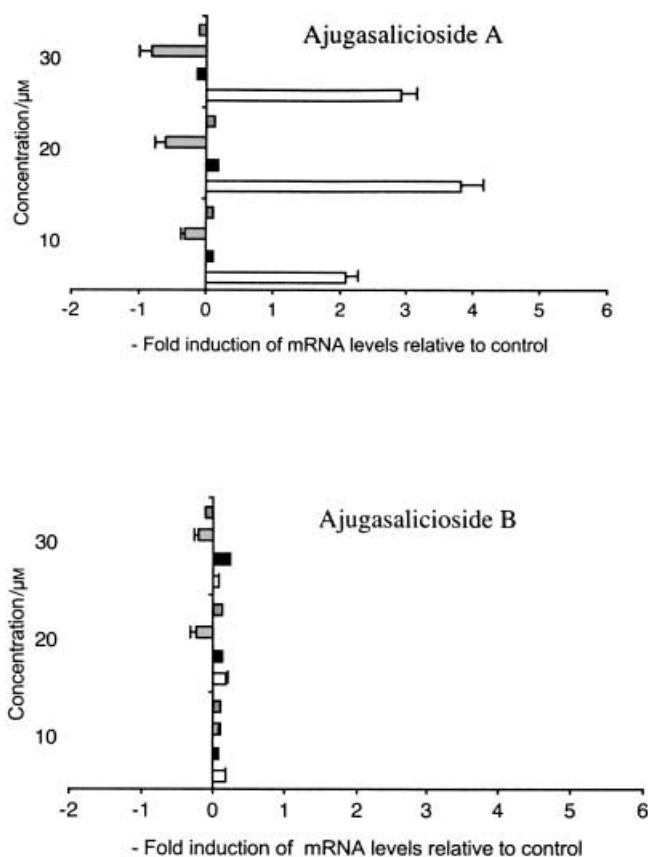 Ajugasalicioside A
Concentration/µM
30
20
10
-2 -1 0 1 2 3 4 5 6
- Fold induction of mRNA levels relative to control
Ajugasalicioside B
Concentration/µM
30
20
10
-2 -1 0 1 2 3 4 5 6
- Fold induction of mRNA levels relative to control